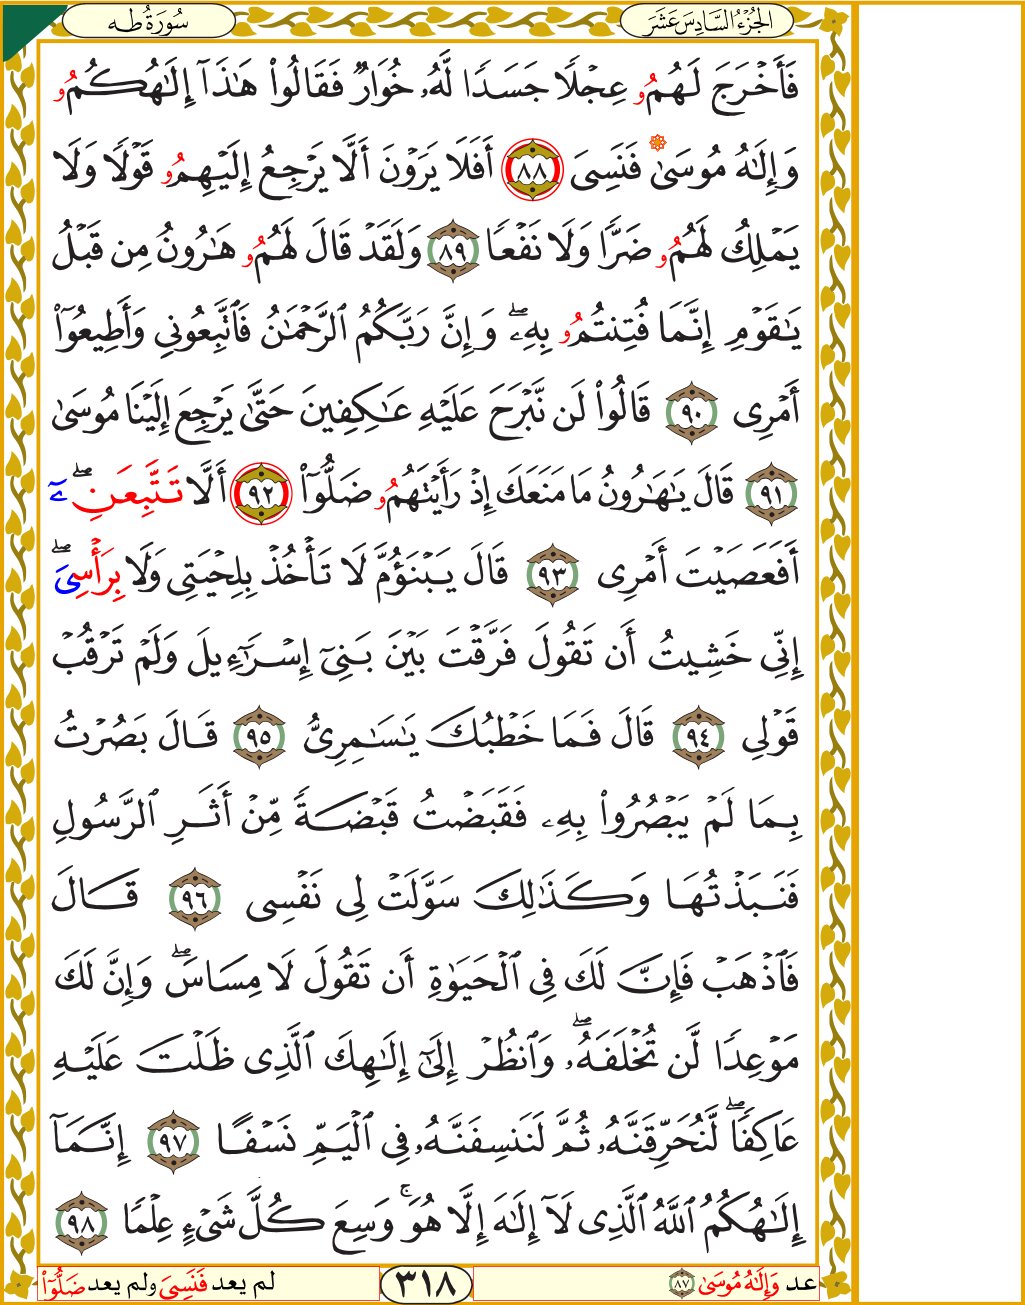 سُورَةُ طه
الجُزْءُ السَّادِسَ عَشَرَ
فَأَخْرَجَ لَهُمُۥ عِجْلًا جَسَدًا لَّهُۥ خُوَارٌ فَقَالُوا۟ هَٰذَآ إِلَٰهُكُمُۥ
وَإِلَٰهُ مُوسَىٰ فَنَسِىَ ٨٨ أَفَلَا يَرَوْنَ أَلَّا يَرْجِعُ إِلَيْهِمُۥ قَوْلًا وَلَا
يَمْلِكُ لَهُمُۥ ضَرًّا وَلَا نَفْعًا ٨٩ وَلَقَدْ قَالَ لَهُمُۥ هَٰرُونُ مِن قَبْلُ
يَٰقَوْمِ إِنَّمَا فُتِنتُمُۥ بِهِۦۖ وَإِنَّ رَبَّكُمُ الرَّحْمَٰنُ فَٱتَّبِعُونِي وَأَطِيعُوٓا۟
أَمْرِى ٩٠ قَالُوا۟ لَن نَّبْرَحَ عَلَيْهِ عَٰكِفِينَ حَتَّىٰ يَرْجِعَ إِلَيْنَا مُوسَىٰ
٩١ قَالَ يَٰهَٰرُونُ مَا مَنَعَكَ إِذْ رَأَيْتَهُمُۥ ضَلُّوٓا۟ ٩٢ أَلَّا تَتَّبِعَنِۦٓۖ
أَفَعَصَيْتَ أَمْرِى ٩٣ قَالَ يَبْنَؤُمَّ لَا تَأْخُذْ بِلِحْيَتِى وَلَا بِرَأْسِىَۖ
إِنِّى خَشِيتُ أَن تَقُولَ فَرَّقْتَ بَيْنَ بَنِىٓ إِسْرَٰٓءِيلَ وَلَمْ تَرْقُبْ
قَوْلِى ٩٤ قَالَ فَمَا خَطْبُكَ يَٰسَٰمِرِىُّ ٩٥ قَالَ بَصُرْتُ
بِمَا لَمْ يَبْصُرُوا۟ بِهِۦ فَقَبَضْتُ قَبْضَةً مِّنْ أَثَرِ ٱلرَّسُولِ
فَنَبَذْتُهَا وَكَذَٰلِكَ سَوَّلَتْ لِى نَفْسِى ٩٦ قَالَ
فَٱذْهَبْ فَإِنَّ لَكَ فِى ٱلْحَيَوٰةِ أَن تَقُولَ لَا مِسَاسَۖ وَإِنَّ لَكَ
مَوْعِدًا لَّن تُخْلَفَهُۥۖ وَٱنظُرْ إِلَىٰٓ إِلَٰهِكَ ٱلَّذِى ظَلْتَ عَلَيْهِ
عَاكِفًاۖ لَّنُحَرِّقَنَّهُۥ ثُمَّ لَنَنسِفَنَّهُۥ فِى ٱلْيَمِّ نَسْفًا ٩٧ إِنَّمَآ
إِلَٰهُكُمُ ٱللَّهُ ٱلَّذِى لَآ إِلَٰهَ إِلَّا هُوَۚ وَسِعَ كُلَّ شَىْءٍ عِلْمًا ٩٨
عد وَإِلَٰهُ مُوسَىٰ ٨٧
٣١٨
لم يعد فَنَسِىَ ولم يعد ضَلُّوٓا۟